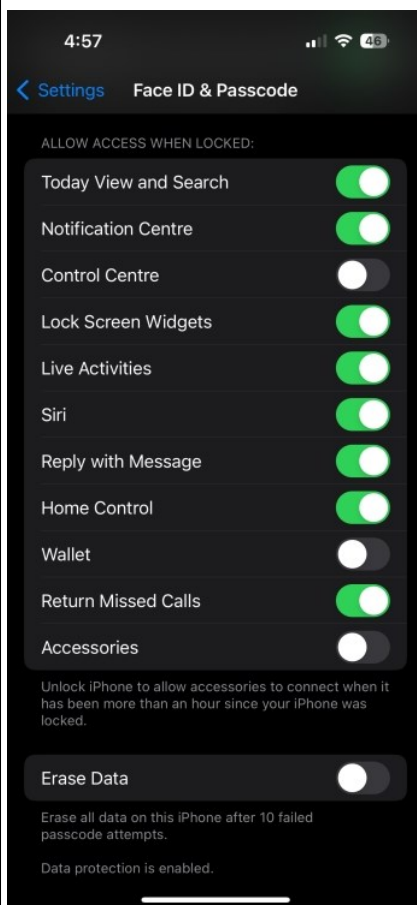 4:57
46
Settings Face ID & Passcode
ALLOW ACCESS WHEN LOCKED:
Today View and Search
Notification Centre
Control Centre
Lock Screen Widgets
Live Activities
Siri
Reply with Message
Home Control
Wallet
Return Missed Calls
Accessories
Unlock iPhone to allow accessories to connect when it
has been more than an hour since your iPhone was
locked.
Erase Data
Erase all data on this iPhone after 10 failed
passcode attempts.
Data protection is enabled.